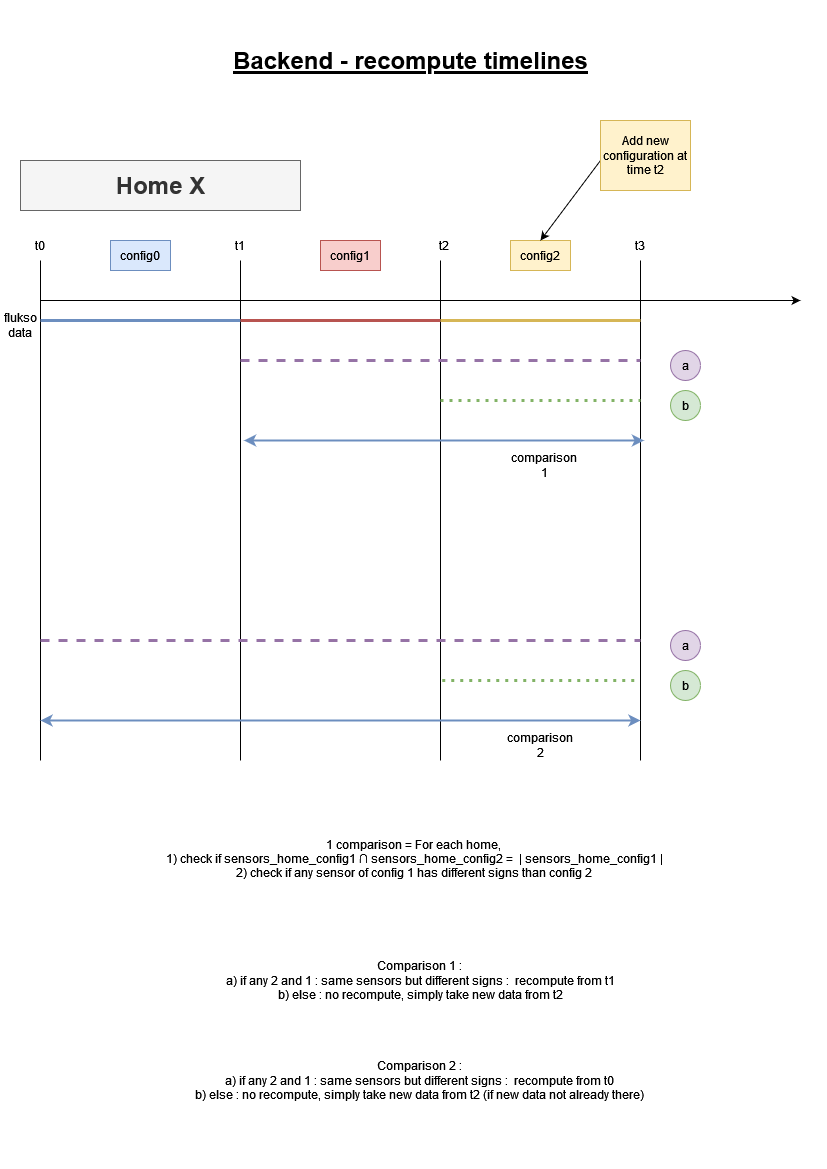 Backend - recompute timelines
Add new
configuration at
time t2
Home X
t0
config0
t1
config1
t2
config2
t3
flukso
data
a
b
comparison
1
a
b
comparison
2
1 comparison = For each home,
1) check if sensors_home_config1 ∩ sensors_home_config2 = | sensors_home_config1 |
2) check if any sensor of config 1 has different signs than config 2
Comparison 1 :
a) if any 2 and 1 : same sensors but different signs : recompute from t1
b) else : no recompute, simply take new data from t2
Comparison 2 :
a) if any 2 and 1 : same sensors but different signs : recompute from t0
b) else : no recompute, simply take new data from t2 (if new data not already there)